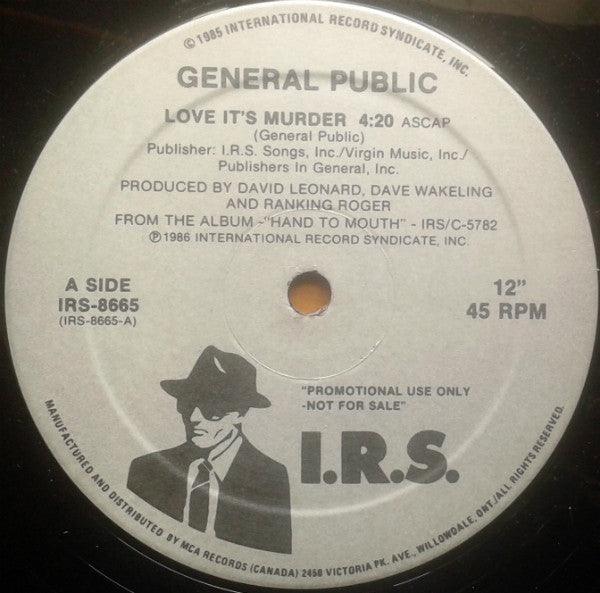 ©1985 INTERNATIONAL RECORD SYNDICATE, INC.
GENERAL PUBLIC
LOVE IT'S MURDER 4:20 ASCAP
(General Public)
Publisher: I.R.S. Songs, Inc./Virgin Music, Inc./
Publishers In General, Inc.
PRODUCED BY DAVID LEONARD, DAVE WAKELING
AND RANKING ROGER
FROM THE ALBUM -"HAND TO MOUTH" - IRS/C-5782
℗1986 INTERNATIONAL RECORD SYNDICATE, INC.
A SIDE
IRS-8665
(IRS-8665-A)
12"
45 RPM
"PROMOTIONAL USE ONLY
-NOT FOR SALE"
I.R.S.
MANUFACTURED AND DISTRIBUTED BY MCA RECORDS (CANADA) 2450 VICTORIA PK. AVE., WILLOWDALE, ONT./ALL RIGHTS RESERVED.